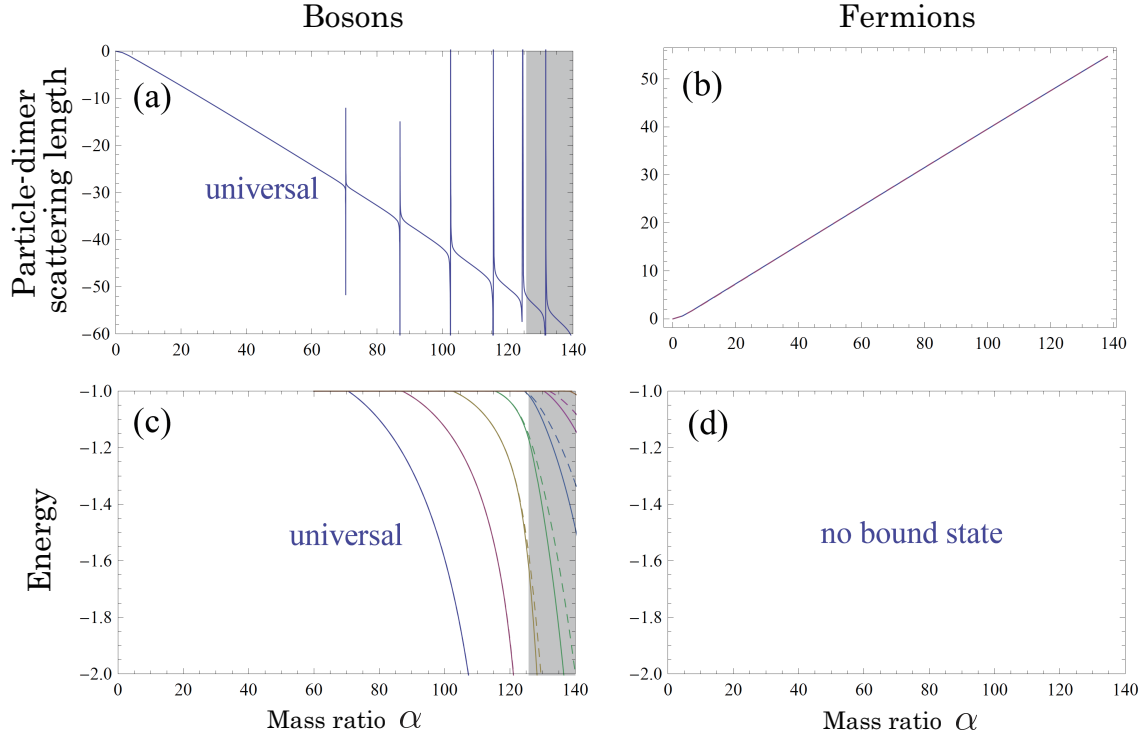 Bosons
Fermions
Particle-dimer
scattering length
0
−10
−20
−30
−40
−50
−60
(a)
universal
0 20 40 60 80 100 120 140
50
40
30
20
10
0
(b)
0 20 40 60 80 100 120 140
Energy
−1.0
−1.2
−1.4
−1.6
−1.8
−2.0
(c)
universal
0 20 40 60 80 100 120 140
Mass ratio α
−1.0
−1.2
−1.4
−1.6
−1.8
−2.0
(d)
no bound state
0 20 40 60 80 100 120 140
Mass ratio α